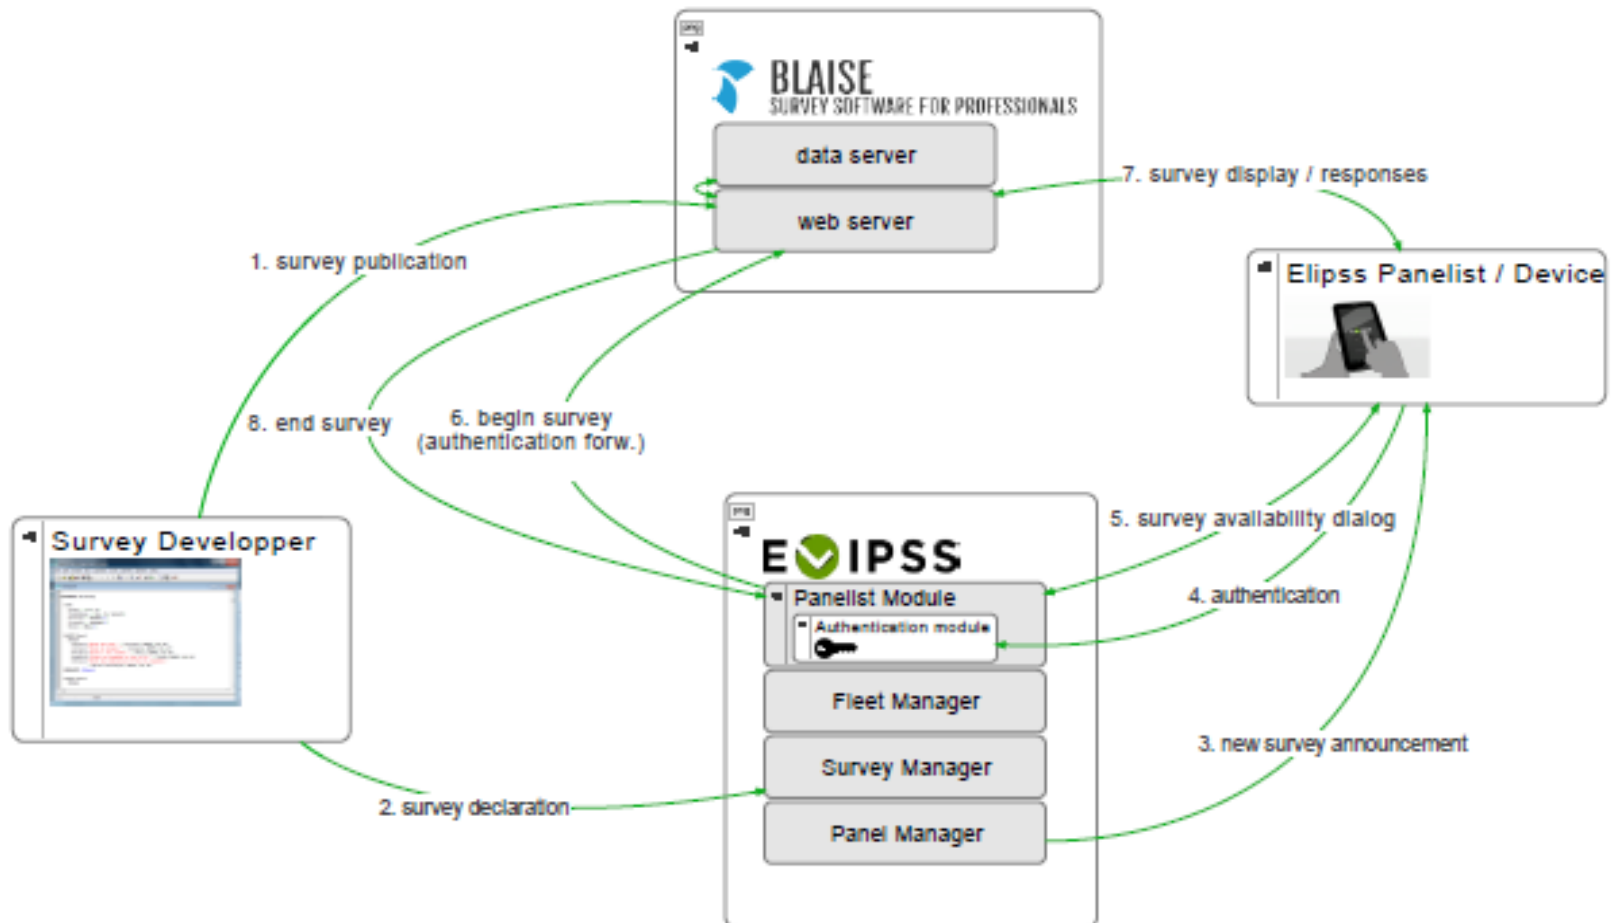 BLAISE
SURVEY SOFTWARE FOR PROFESSIONALS
data server
web server
7. survey display / responses
1. survey publication
Elipss Panelist / Device
8. end survey
6. begin survey
(authentication forw.)
Survey Developper
5. survey availability dialog
ELIPSS
Panelist Module
Authentication module
4. authentication
Fleet Manager
3. new survey announcement
Survey Manager
2. survey declaration
Panel Manager